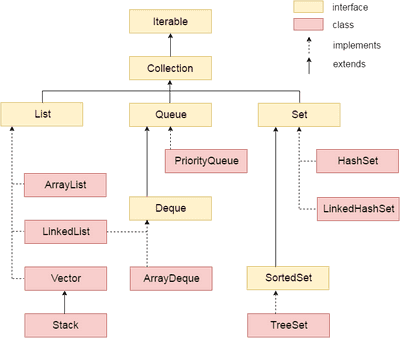 Iterable
interface
class
implements
extends
Collection
List
Queue
Set
PriorityQueue
HashSet
ArrayList
Deque
LinkedHashSet
LinkedList
Vector
ArrayDeque
SortedSet
Stack
TreeSet